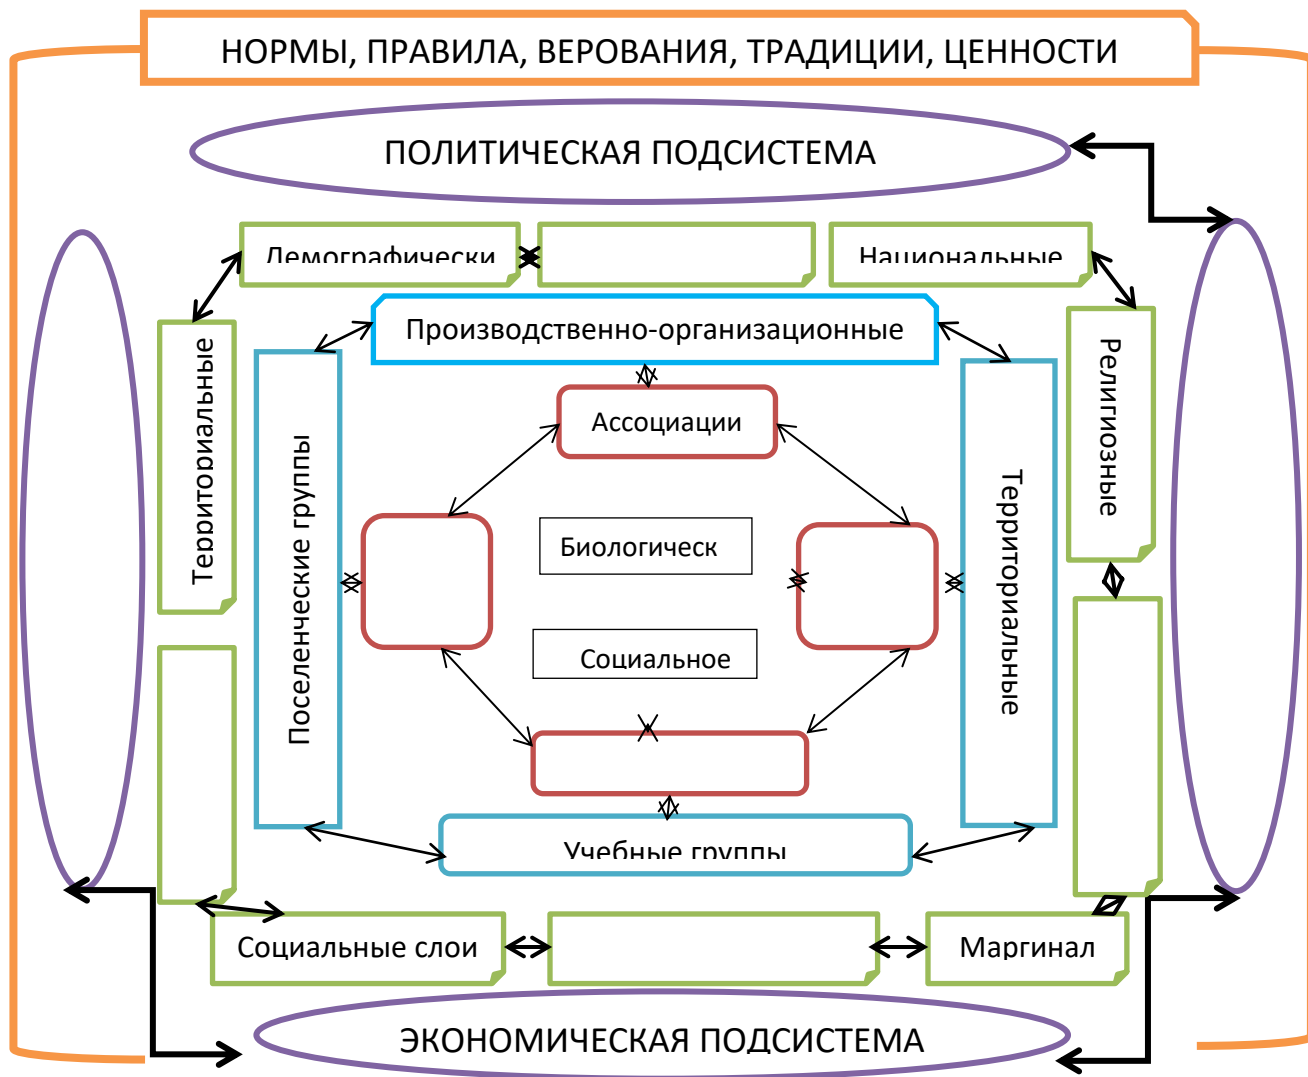 НОРМЫ, ПРАВИЛА, ВЕРОВАНИЯ, ТРАДИЦИИ, ЦЕННОСТИ
ПОЛИТИЧЕСКАЯ ПОДСИСТЕМА
Демографически
Национальные
Производственно-организационные
Территориальные
Религиозные
Поселенческие группы
Ассоциации
Территориальные
Биологическ
Социальное
Учебные группы
Социальные слои
Маргинал
ЭКОНОМИЧЕСКАЯ ПОДСИСТЕМА